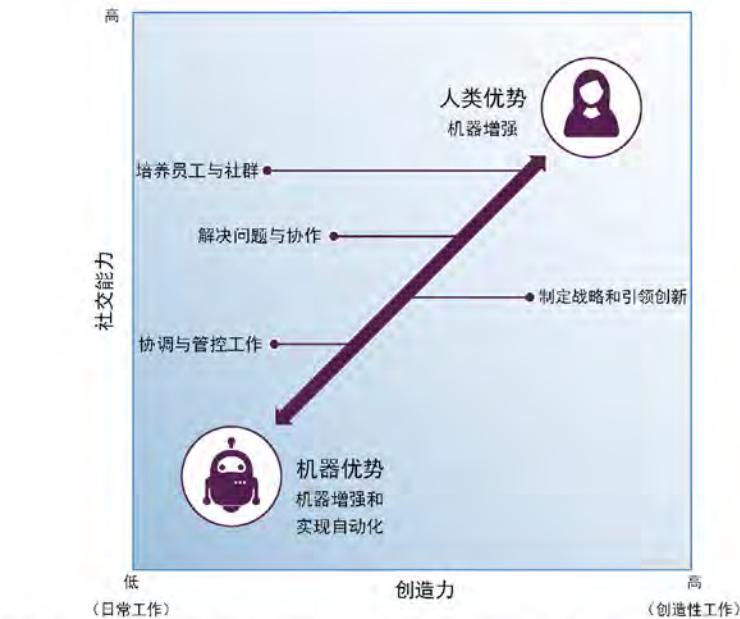 高
人类优势
机器增强
培养员工与社群
解决问题与协作
社交能力
制定战略和引领创新
协调与管控工作
机器优势
机器增强和
实现自动化
低
创造力
高
（日常工作）
（创造性工作）